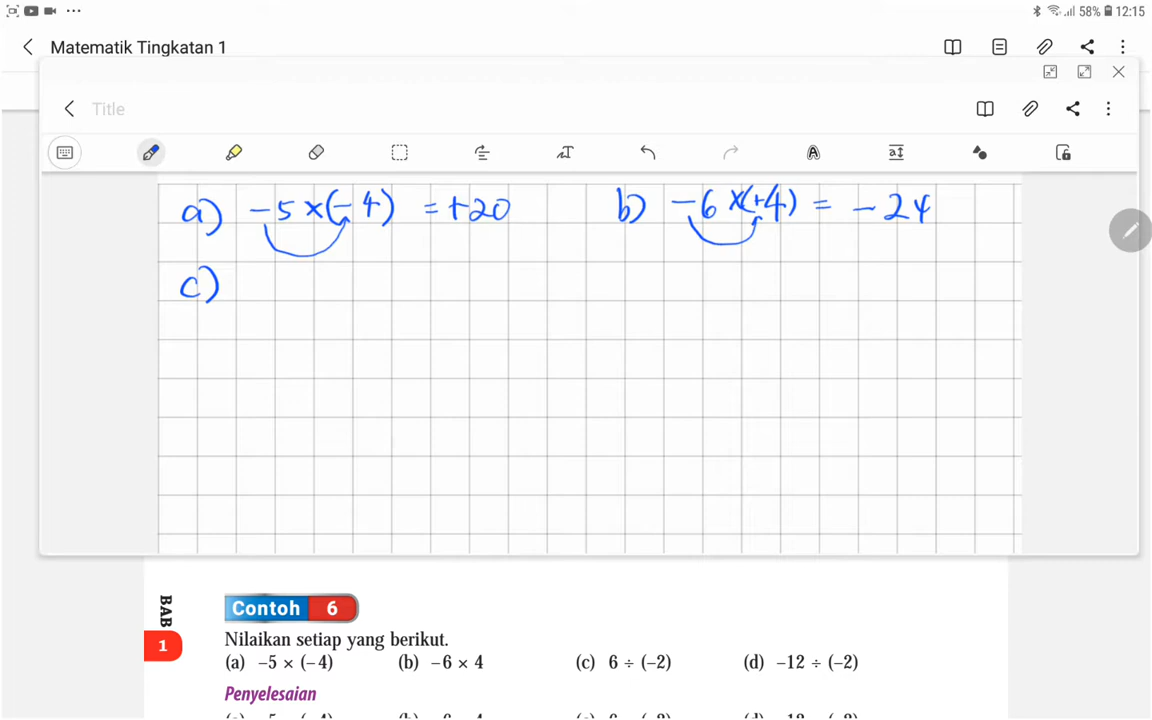 58% 12:15
Matematik Tingkatan 1
Title
a) -5×(-4) = +20 b) -6×(+4) = -24
c)
BAB
1
Contoh 6
Nilaikan setiap yang berikut.
(a) –5 × (–4) (b) –6 × 4 (c) 6 ÷ (–2) (d) –12 ÷ (–2)
Penyelesaian